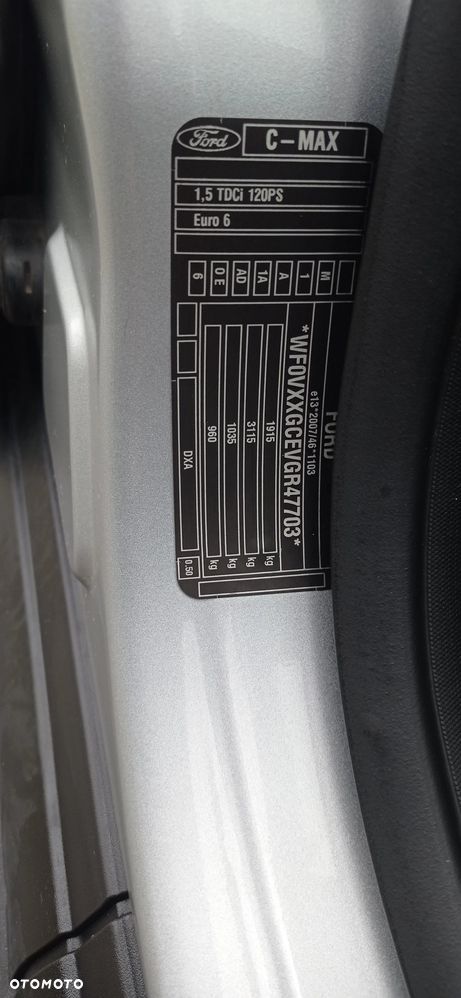 Ford
C-MAX
1,5 TDCi 120PS
Euro 6
6 0E AD 1A A 1 M
FORD
e13*2007/46*1103
*WF0VXXGCEVGR47703*
1915 kg
3115 kg
1035 kg
960 kg
DXA 0.50
OTOMOTO